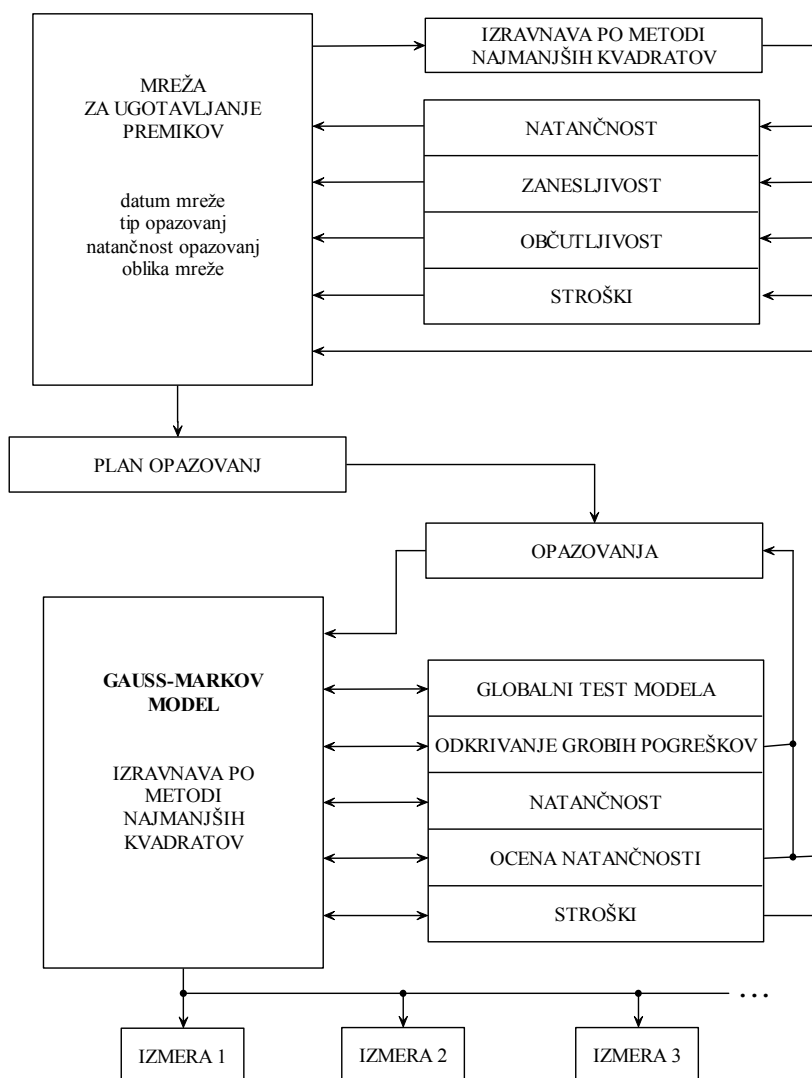 IZRAVNAVA PO METODI
NAJMANJŠIH KVADRATOV
MREŽA
ZA UGOTAVLJANJE
PREMIKOV
datum mreže
tip opazovanj
natančnost opazovanj
oblika mreže
NATANČNOST
ZANESLJIVOST
OBČUTLJIVOST
STROŠKI
PLAN OPAZOVANJ
OPAZOVANJA
GAUSS-MARKOV
MODEL
IZRAVNAVA PO
METODI
NAJMANJŠIH
KVADRATOV
GLOBALNI TEST MODELA
ODKRIVANJE GROBIH POGREŠKOV
NATANČNOST
OCENA NATANČNOSTI
STROŠKI
...
IZMERA 1
IZMERA 2
IZMERA 3